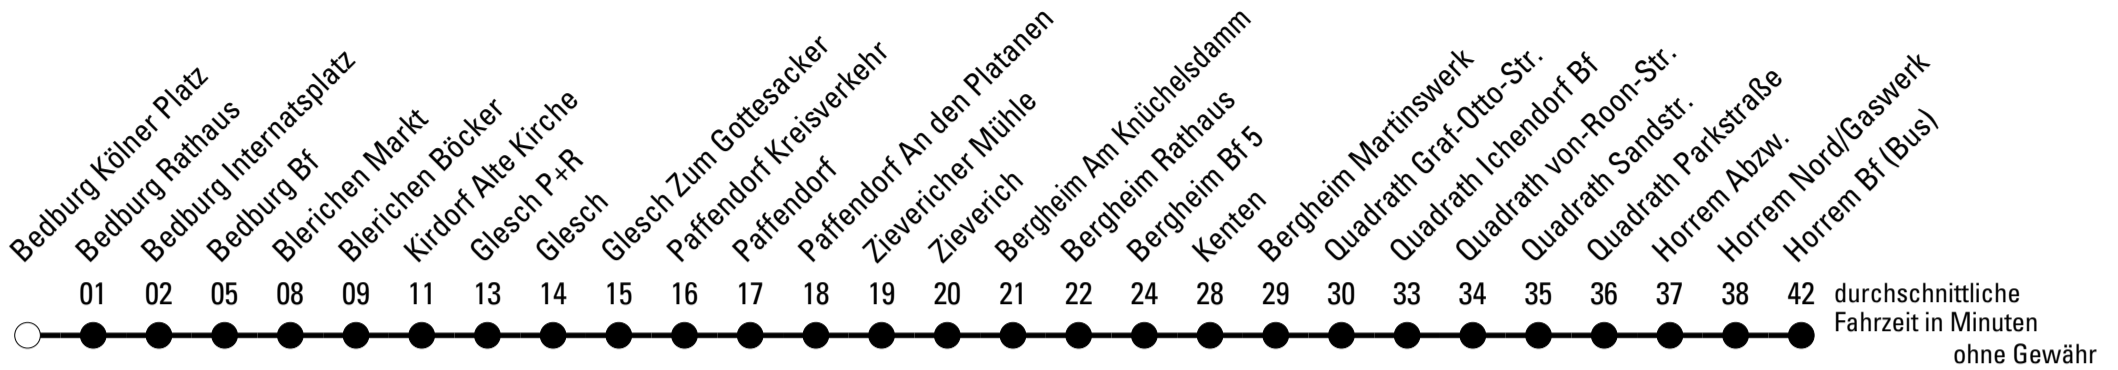 Bedburg Kölner Platz
Bedburg Rathaus
Bedburg Internatsplatz
Bedburg Bf
Blerichen Markt
Blerichen Böcker
Kirdorf Alte Kirche
Glesch P+R
Glesch
Glesch Zum Gottesacker
Paffendorf Kreisverkehr
Paffendorf
Paffendorf An den Platanen
Zievericher Mühle
Zieverich
Bergheim Am Knüchelsdamm
Bergheim Rathaus
Bergheim Bf 5
Kenten
Bergheim Martinswerk
Quadrath Graf-Otto-Str.
Quadrath Ichendorf Bf
Quadrath von-Roon-Str.
Quadrath Sandstr.
Quadrath Parkstraße
Horrem Abzw.
Horrem Nord/Gaswerk
Horrem Bf (Bus)
01 02 05 08 09 11 13 14 15 16 17 18 19 20 21 22 24 28 29 30 33 34 35 36 37 38 42 durchschnittliche
Fahrzeit in Minuten
ohne Gewähr